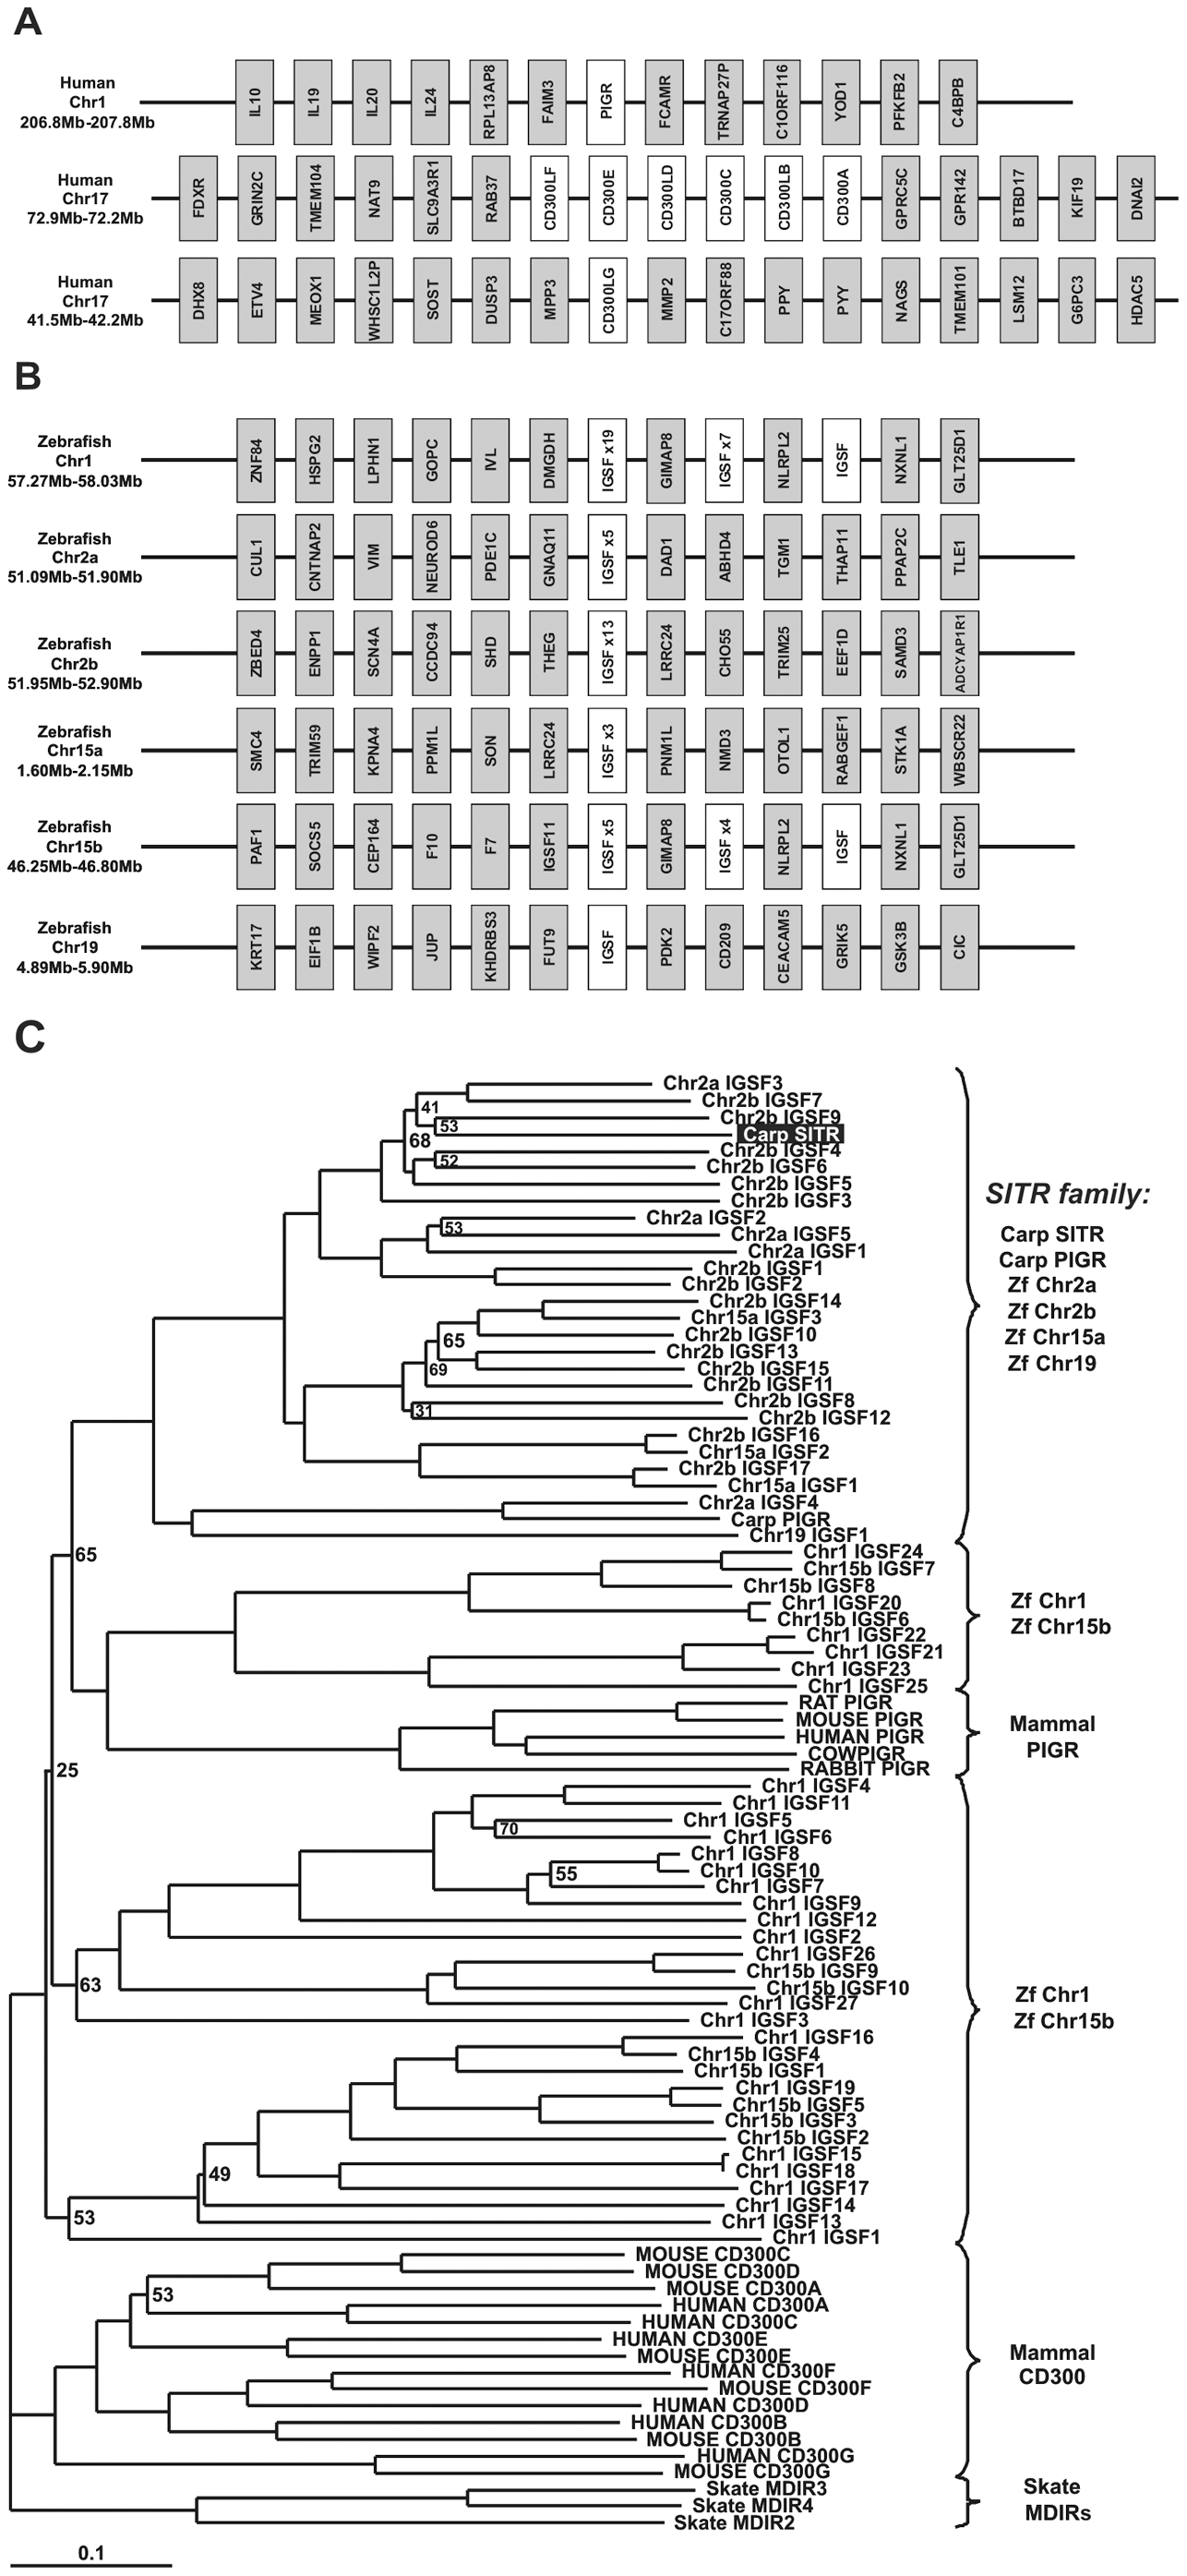 A
Human
Chr1
206.8Mb-207.8Mb
IL10
IL19
IL20
IL24
RPL13AP8
FAIM3
PIGR
FCAMR
TRNAP27P
C1ORF116
YOD1
PFKFB2
C4BPB
Human
Chr17
72.9Mb-72.2Mb
FDXR
GRIN2C
TMEM104
NAT9
SLC9A3R1
RAB37
CD300LF
CD300E
CD300LD
CD300C
CD300LB
CD300A
GPRC5C
GPR142
BTBD17
KIF19
DNAI2
Human
Chr17
41.5Mb-42.2Mb
DHX8
ETV4
MEOX1
WHSC1L2P
SOST
DUSP3
MPP3
CD300LG
MMP2
C17ORF88
PPY
PYY
NAGS
TMEM101
LSM12
G6PC3
HDAC5
B
Zebrafish
Chr1
57.27Mb-58.03Mb
ZNF84
HSPG2
LPHN1
GOPC
IVL
DMGDH
IGSF x19
GIMAP8
IGSF x7
NLRPL2
IGSF
NXNL1
GLT25D1
Zebrafish
Chr2a
51.09Mb-51.90Mb
CUL1
CNTNAP2
VIM
NEUROD6
PDE1C
GNAQ11
IGSF x5
DAD1
ABHD4
TGM1
THAP11
PPAP2C
TLE1
Zebrafish
Chr2b
51.95Mb-52.90Mb
ZBED4
ENPP1
SCN4A
CCDC94
SHD
THEG
IGSF x13
LRRC24
CHO55
TRIM25
EEF1D
SAMD3
ADCYAP1R1
Zebrafish
Chr15a
1.60Mb-2.15Mb
SMC4
TRIM59
KPNA4
PPM1L
SON
LRRC24
IGSF x3
PNM1L
NMD3
OTOL1
RABGEF1
STK1A
WBSCR22
Zebrafish
Chr15b
46.25Mb-46.80Mb
PAF1
SOCS5
CEP164
F10
F7
IGSF11
IGSF x5
GIMAP8
IGSF x4
NLRPL2
IGSF
NXNL1
GLT25D1
Zebrafish
Chr19
4.89Mb-5.90Mb
KRT17
EIF1B
WIPF2
JUP
KHDRBS3
FUT9
IGSF
PDK2
CD209
CEACAM5
GRIK5
GSK3B
CIC
C
Chr2a IGSF3
Chr2b IGSF7
41
Chr2b IGSF9
53
Carp SITR
68
Chr2b IGSF4
52
Chr2b IGSF6
Chr2b IGSF5
Chr2b IGSF3
Chr2a IGSF2
53
Chr2a IGSF5
Chr2a IGSF1
Chr2b IGSF1
Chr2b IGSF2
Chr2b IGSF14
Chr15a IGSF3
Chr2b IGSF10
65
Chr2b IGSF13
69
Chr2b IGSF15
Chr2b IGSF11
Chr2b IGSF8
31
Chr2b IGSF12
Chr2b IGSF16
Chr15a IGSF2
Chr2b IGSF17
Chr15a IGSF1
Chr2a IGSF4
Carp PIGR
Chr19 IGSF1
SITR family:
Carp SITR
Carp PIGR
Zf Chr2a
Zf Chr2b
Zf Chr15a
Zf Chr19
65
Chr1 IGSF24
Chr15b IGSF7
Chr15b IGSF8
Chr1 IGSF20
Chr15b IGSF6
Chr1 IGSF22
Chr1 IGSF21
Chr1 IGSF23
Chr1 IGSF25
Zf Chr1
Zf Chr15b
RAT PIGR
MOUSE PIGR
HUMAN PIGR
COWPIGR
RABBIT PIGR
Mammal
PIGR
25
Chr1 IGSF4
Chr1 IGSF11
Chr1 IGSF5
70
Chr1 IGSF6
Chr1 IGSF8
55
Chr1 IGSF10
Chr1 IGSF7
Chr1 IGSF9
Chr1 IGSF12
Chr1 IGSF2
Chr1 IGSF26
Chr15b IGSF9
63
Chr15b IGSF10
Chr1 IGSF27
Chr1 IGSF3
Chr1 IGSF16
Chr15b IGSF4
Chr15b IGSF1
Chr1 IGSF19
Chr15b IGSF5
Chr15b IGSF3
Chr15b IGSF2
Chr1 IGSF15
Chr1 IGSF18
49
Chr1 IGSF17
Chr1 IGSF14
53
Chr1 IGSF13
Chr1 IGSF1
Zf Chr1
Zf Chr15b
MOUSE CD300C
MOUSE CD300D
53
MOUSE CD300A
HUMAN CD300A
HUMAN CD300C
HUMAN CD300E
MOUSE CD300E
HUMAN CD300F
MOUSE CD300F
HUMAN CD300D
HUMAN CD300B
MOUSE CD300B
HUMAN CD300G
MOUSE CD300G
Mammal
CD300
Skate MDIR3
Skate MDIR4
Skate MDIR2
Skate
MDIRs
0.1